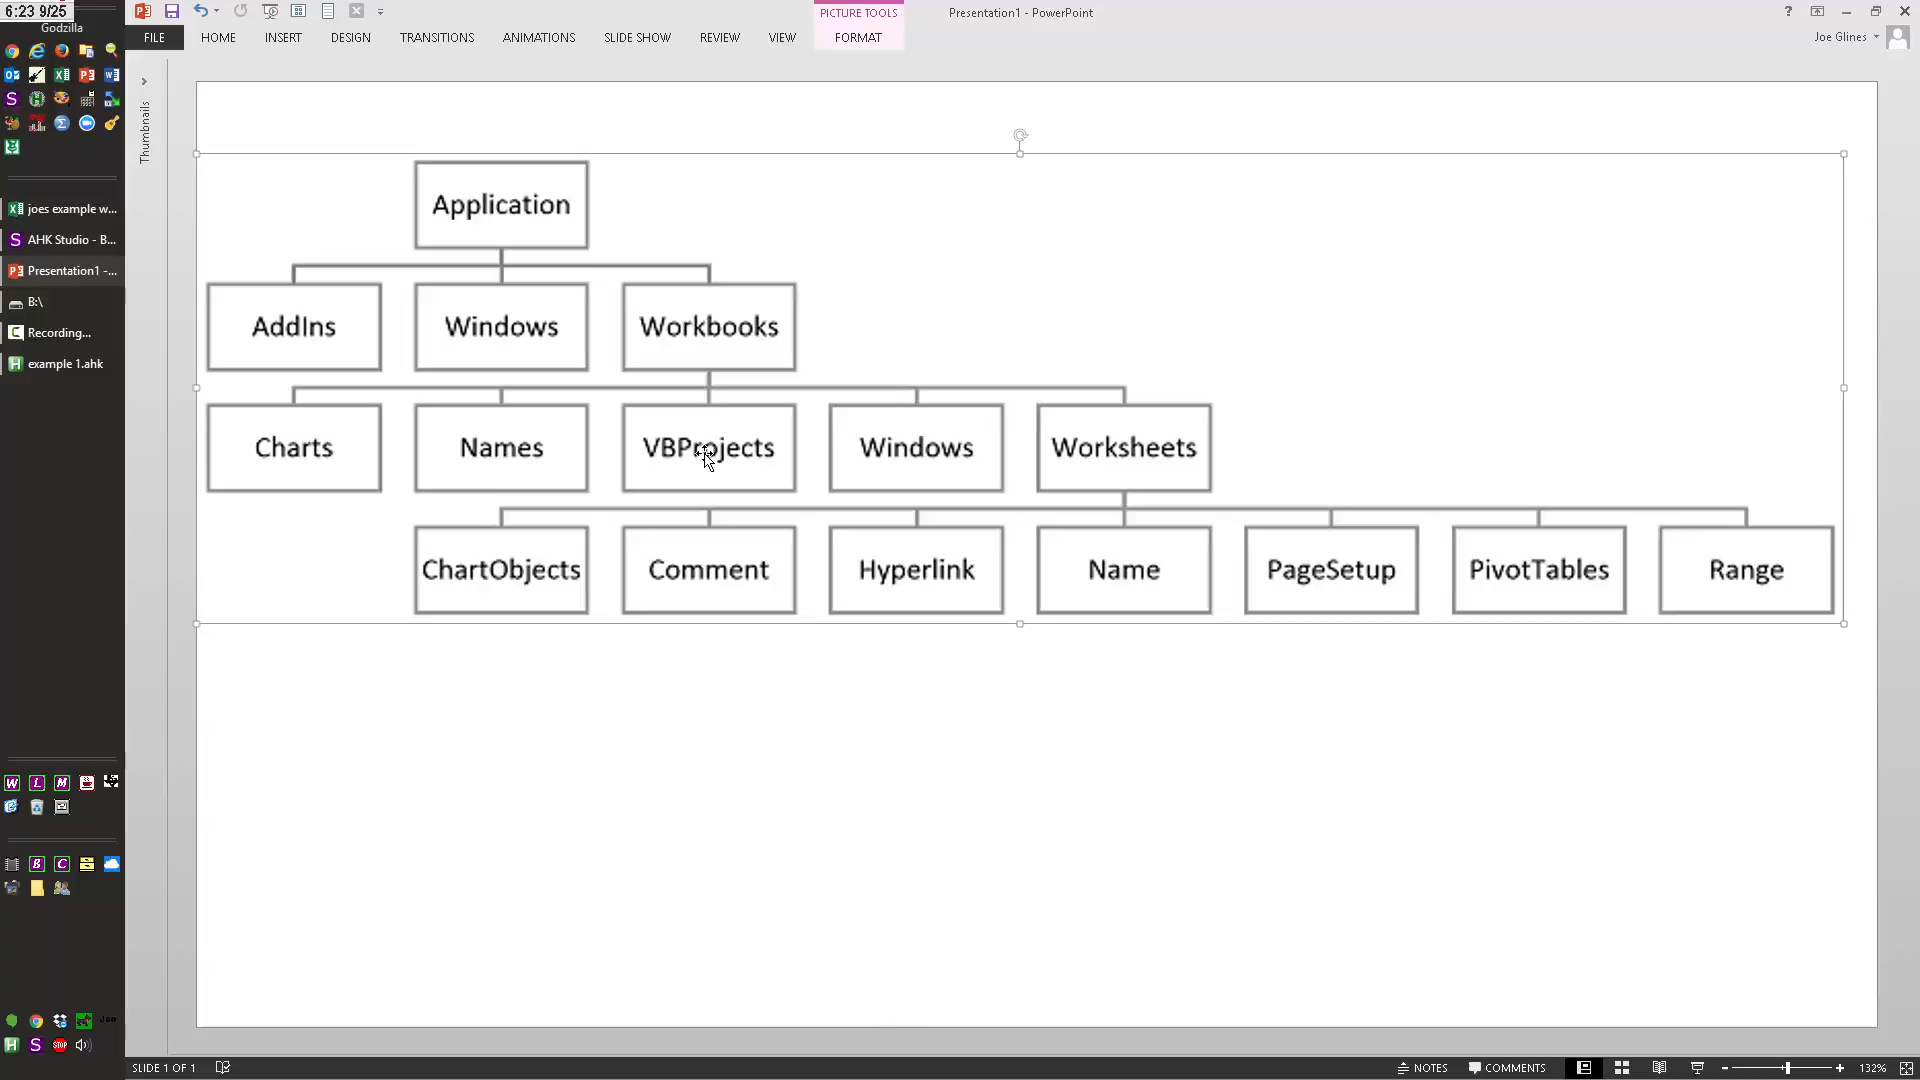 6:23 9/25
Godzilla
Presentation1 - PowerPoint
PICTURE TOOLS
FILE
HOME
INSERT
DESIGN
TRANSITIONS
ANIMATIONS
SLIDE SHOW
REVIEW
VIEW
FORMAT
Joe Glines
Thumbnails
joes example w...
AHK Studio - B...
Presentation1 -...
B:\
Recording...
example 1.ahk
Application
AddIns
Windows
Workbooks
Charts
Names
VBProjects
Windows
Worksheets
ChartObjects
Comment
Hyperlink
Name
PageSetup
PivotTables
Range
SLIDE 1 OF 1
NOTES
COMMENTS
132%